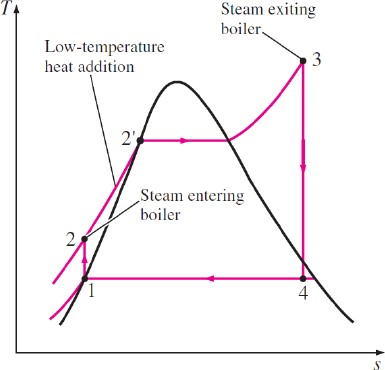 T
Steam exiting
boiler
3
Low-temperature
heat addition
2'
Steam entering
boiler
2
1
4
s